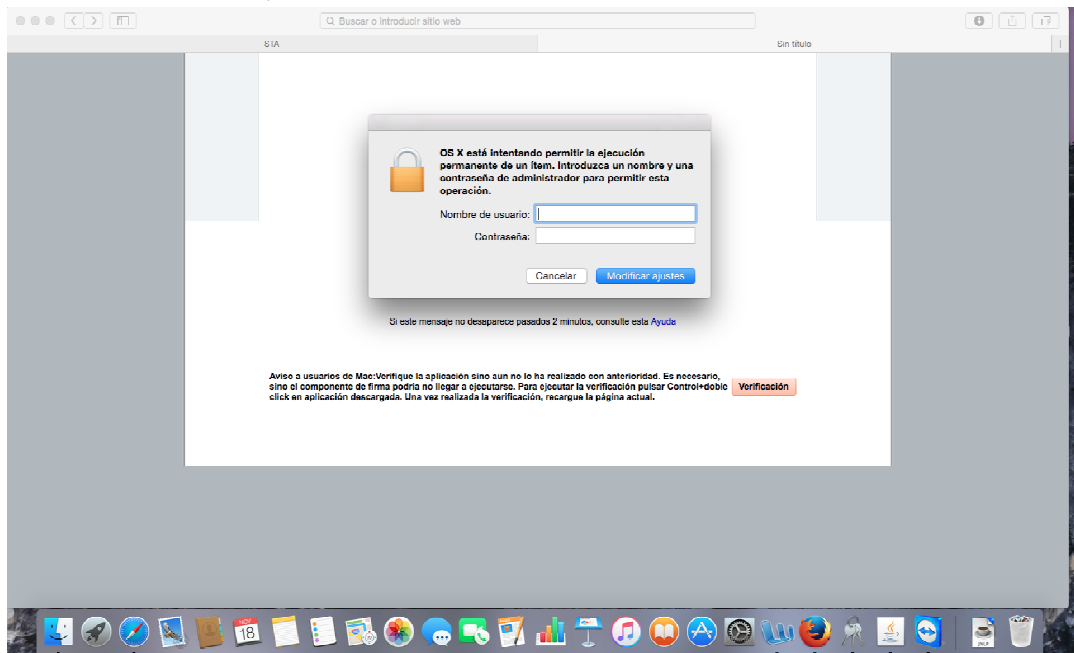 Buscar o introducir sitio web
STA
Sin título
OS X está intentando permitir la ejecución
permanente de un ítem. Introduzca un nombre y una
contraseña de administrador para permitir esta
operación.
Nombre de usuario:
Contraseña:
Cancelar
Modificar ajustes
Si este mensaje no desaparece pasados 2 minutos, consulte esta Ayuda
Aviso a usuarios de Mac:Verifique la aplicación sino aun no lo ha realizado con anterioridad. Es necesario,
sino el componente de firma podría no llegar a ejecutarse. Para ejecutar la verificación pulsar Control+doble
click en aplicación descargada. Una vez realizada la verificación, recargue la página actual.
Verificación
NOV
18
JNLP